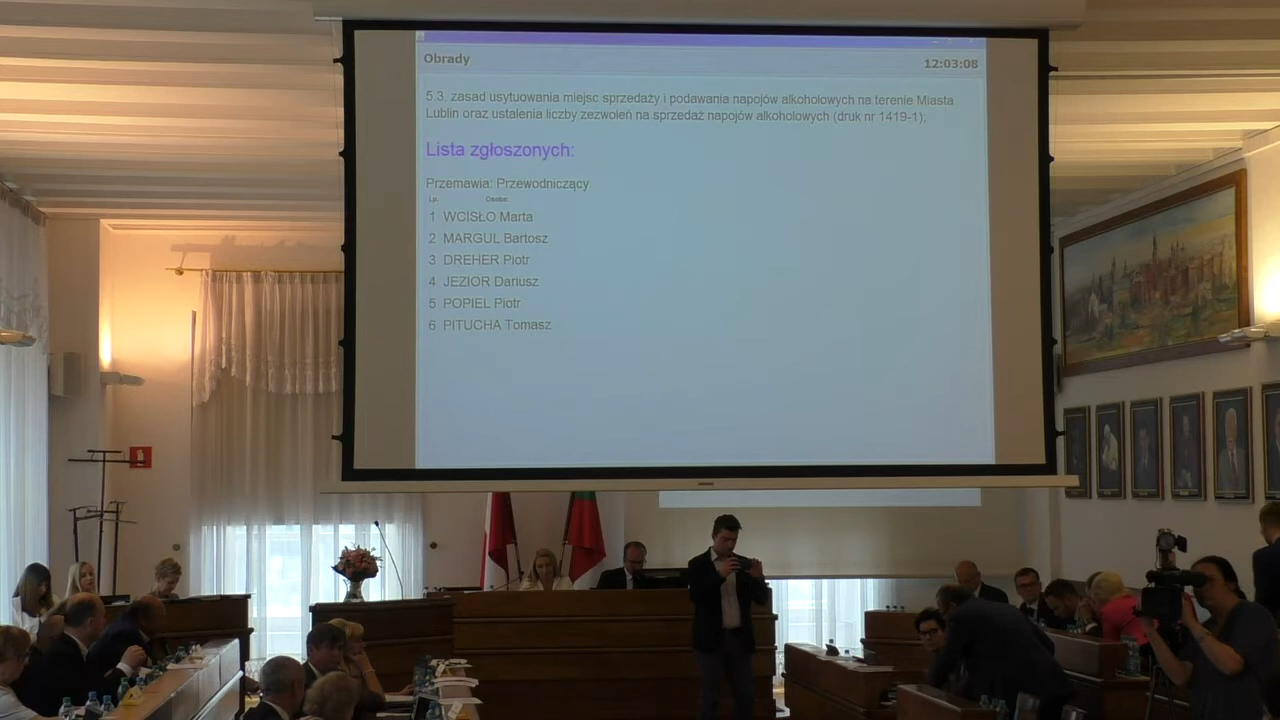 Obrady
12:03:08
5.3. zasad usytuowania miejsc sprzedaży i podawania napojów alkoholowych na terenie Miasta
Lublin oraz ustalenia liczby zezwoleń na sprzedaż napojów alkoholowych (druk nr 1419-1);
Lista zgłoszonych:
Przemawia: Przewodniczący
Lp. Osoba:
1 WCISŁO Marta
2 MARGUL Bartosz
3 DREHER Piotr
4 JEZIOR Dariusz
5 POPIEL Piotr
6 PITUCHA Tomasz